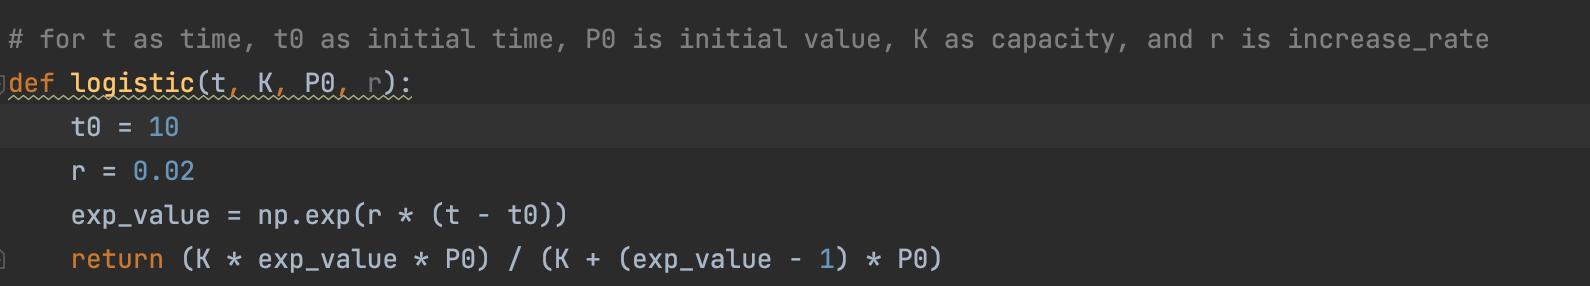 # for t as time, t0 as initial time, P0 is initial value, K as capacity, and r is increase_rate
def logistic(t, K, P0, r):
    t0 = 10
    r = 0.02
    exp_value = np.exp(r * (t - t0))
    return (K * exp_value * P0) / (K + (exp_value - 1) * P0)